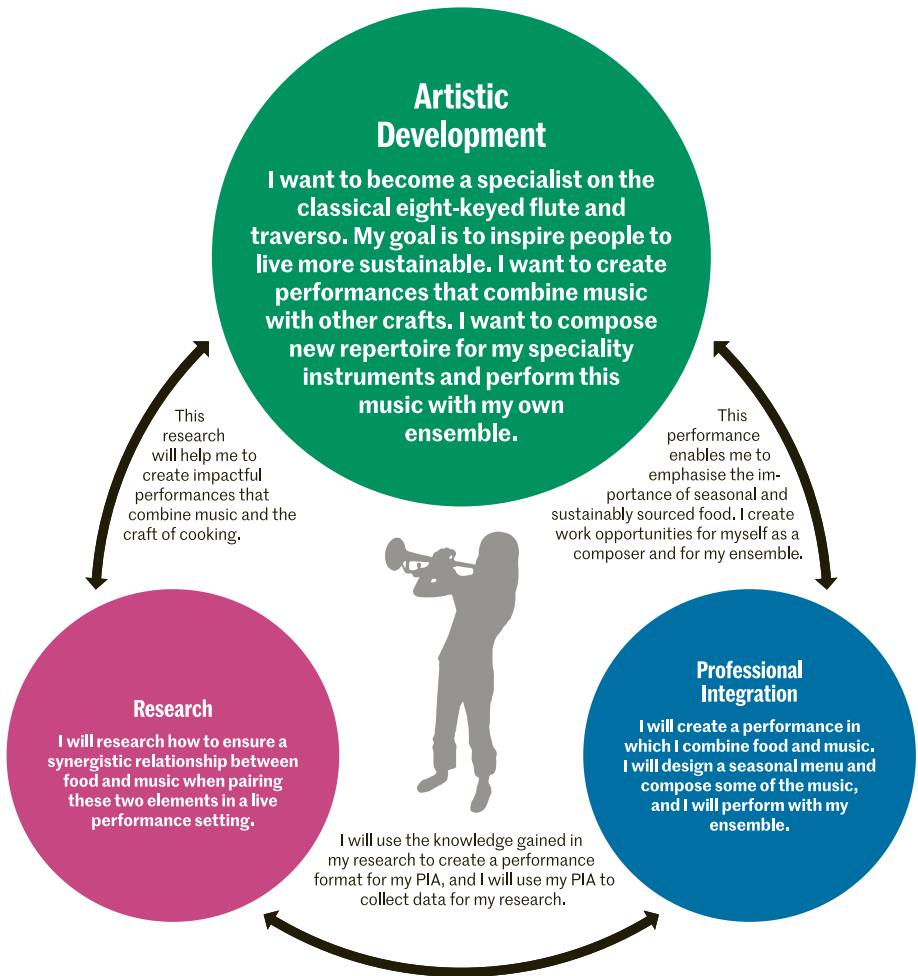 Artistic
Development
I want to become a specialist on the
classical eight-keyed flute and
traverso. My goal is to inspire people to
live more sustainable. I want to create
performances that combine music
with other crafts. I want to compose
new repertoire for my speciality
instruments and perform this
music with my own
ensemble.
This
research
will help me to
create impactful
performances that
combine music and the
craft of cooking.
This
performance
enables me to
emphasise the im-
portance of seasonal and
sustainably sourced food. I create
work opportunities for myself as a
composer and for my ensemble.
Research
I will research how to ensure a
synergistic relationship between
food and music when pairing
these two elements in a live
performance setting.
Professional
Integration
I will create a performance in
which I combine food and music.
I will design a seasonal menu and
compose some of the music,
and I will perform with my
ensemble.
I will use the knowledge gained in
my research to create a performance
format for my PIA, and I will use my PIA to
collect data for my research.